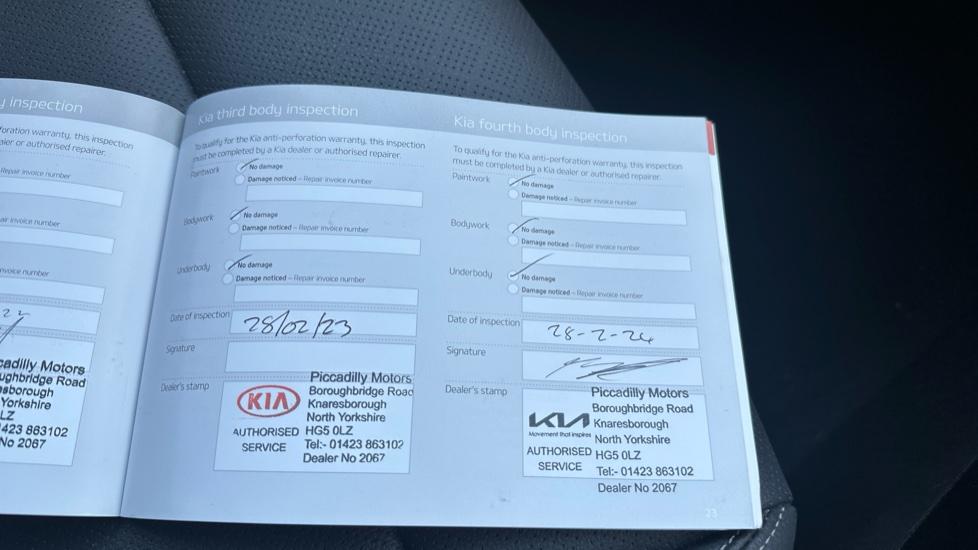 y inspection
foration warranty, this inspection
aler or authorised repairer.
Repair invoice number
air invoice number
nvoice number
22
cadilly Motors
ughbridge Road
esborough
Yorkshire
LZ
423 863102
No 2067
Kia third body inspection
To qualify for the Kia anti-perforation warranty, this inspection
must be completed by a Kia dealer or authorised repairer.
Paintwork
No damage
Damage noticed – Repair invoice number
Bodywork
No damage
Damage noticed – Repair invoice number
Underbody
No damage
Damage noticed – Repair invoice number
Date of inspection
28/02/23
Signature
Dealer's stamp
KIA
AUTHORISED
SERVICE
Piccadilly Motors
Boroughbridge Road
Knaresborough
North Yorkshire
HG5 0LZ
Tel:- 01423 863102
Dealer No 2067
Kia fourth body inspection
To qualify for the Kia anti-perforation warranty, this inspection
must be completed by a Kia dealer or authorised repairer.
Paintwork
No damage
Damage noticed – Repair invoice number
Bodywork
No damage
Damage noticed – Repair invoice number
Underbody
No damage
Damage noticed – Repair invoice number
Date of inspection
28-2-24
Signature
Dealer's stamp
KIA
Movement that inspires
AUTHORISED
SERVICE
Piccadilly Motors
Boroughbridge Road
Knaresborough
North Yorkshire
HG5 0LZ
Tel:- 01423 863102
Dealer No 2067
23